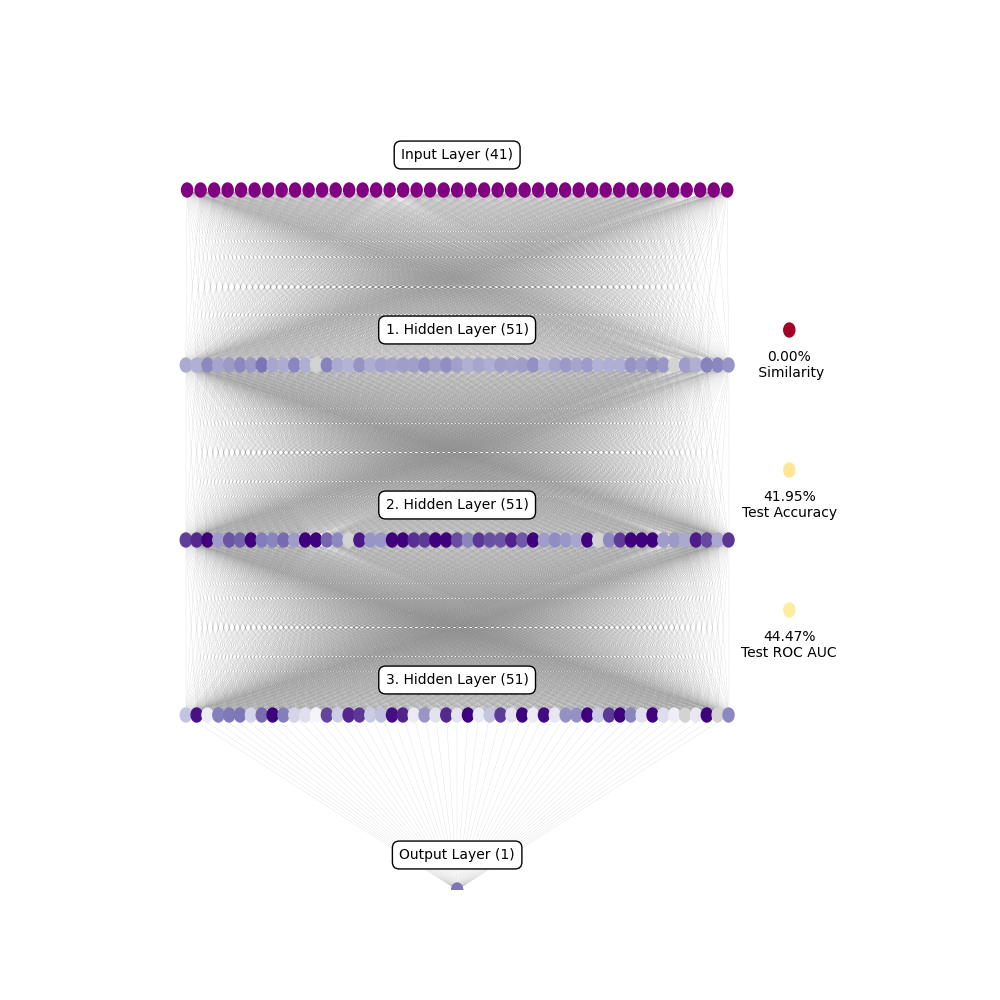 Input Layer (41)
1. Hidden Layer (51)
0.00%
Similarity
41.95%
Test Accuracy
2. Hidden Layer (51)
44.47%
Test ROC AUC
3. Hidden Layer (51)
Output Layer (1)